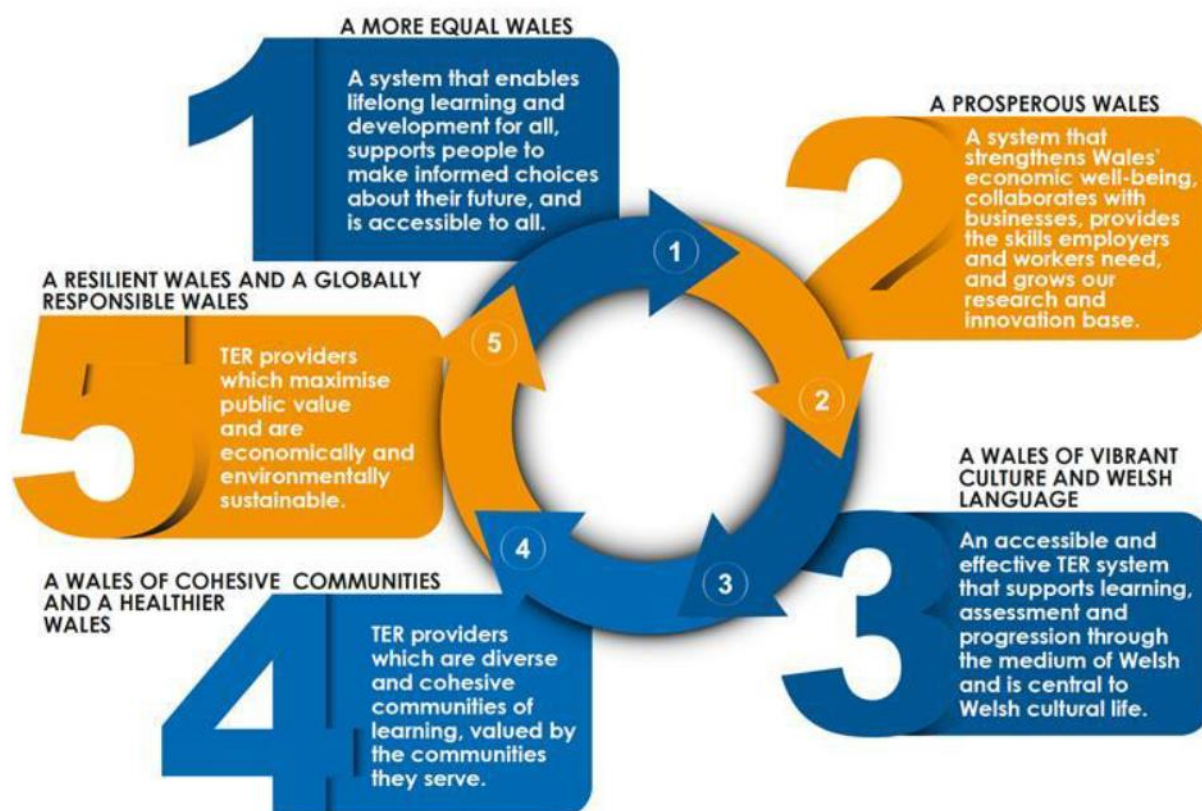 A MORE EQUAL WALES
1
A system that enables
lifelong learning and
development for all,
supports people to
make informed choices
about their future, and
is accessible to all.
A PROSPEROUS WALES
2
A system that
strengthens Wales'
economic well-being,
collaborates with
businesses, provides
the skills employers
and workers need,
and grows our
research and
innovation base.
A WALES OF VIBRANT
CULTURE AND WELSH
LANGUAGE
3
An accessible and
effective TER system
that supports learning,
assessment and
progression through
the medium of Welsh
and is central to
Welsh cultural life.
A WALES OF COHESIVE COMMUNITIES
AND A HEALTHIER
WALES
4
TER providers
which are diverse
and cohesive
communities of
learning, valued by
the communities
they serve.
A RESILIENT WALES AND A GLOBALLY
RESPONSIBLE WALES
5
TER providers
which maximise
public value
and are
economically and
environmentally
sustainable.
1
2
3
4
5